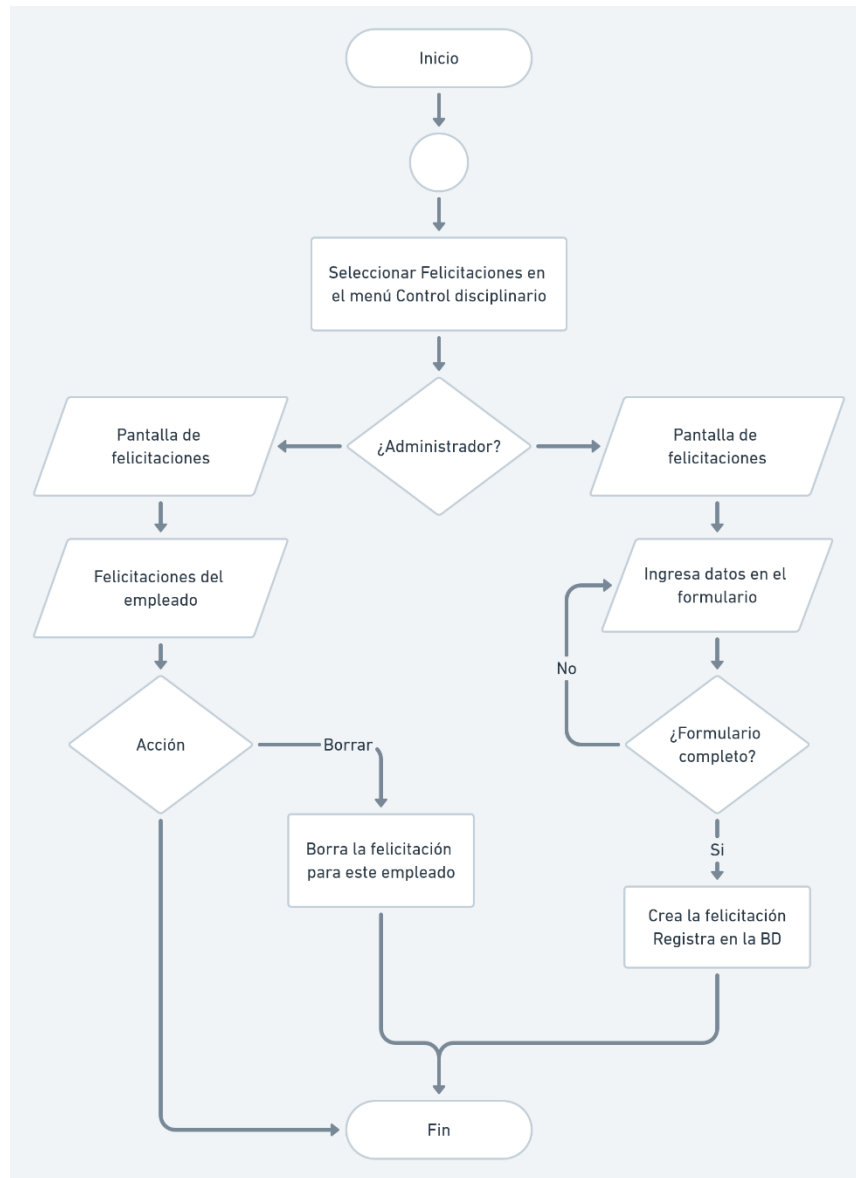 Inicio
Seleccionar Felicitaciones en
el menú Control disciplinario
¿Administrador?
Pantalla de
felicitaciones
Pantalla de
felicitaciones
Felicitaciones del
empleado
Ingresa datos en el
formulario
No
Acción
Borrar
¿Formulario
completo?
Borra la felicitación
para este empleado
Si
Crea la felicitación
Registra en la BD
Fin